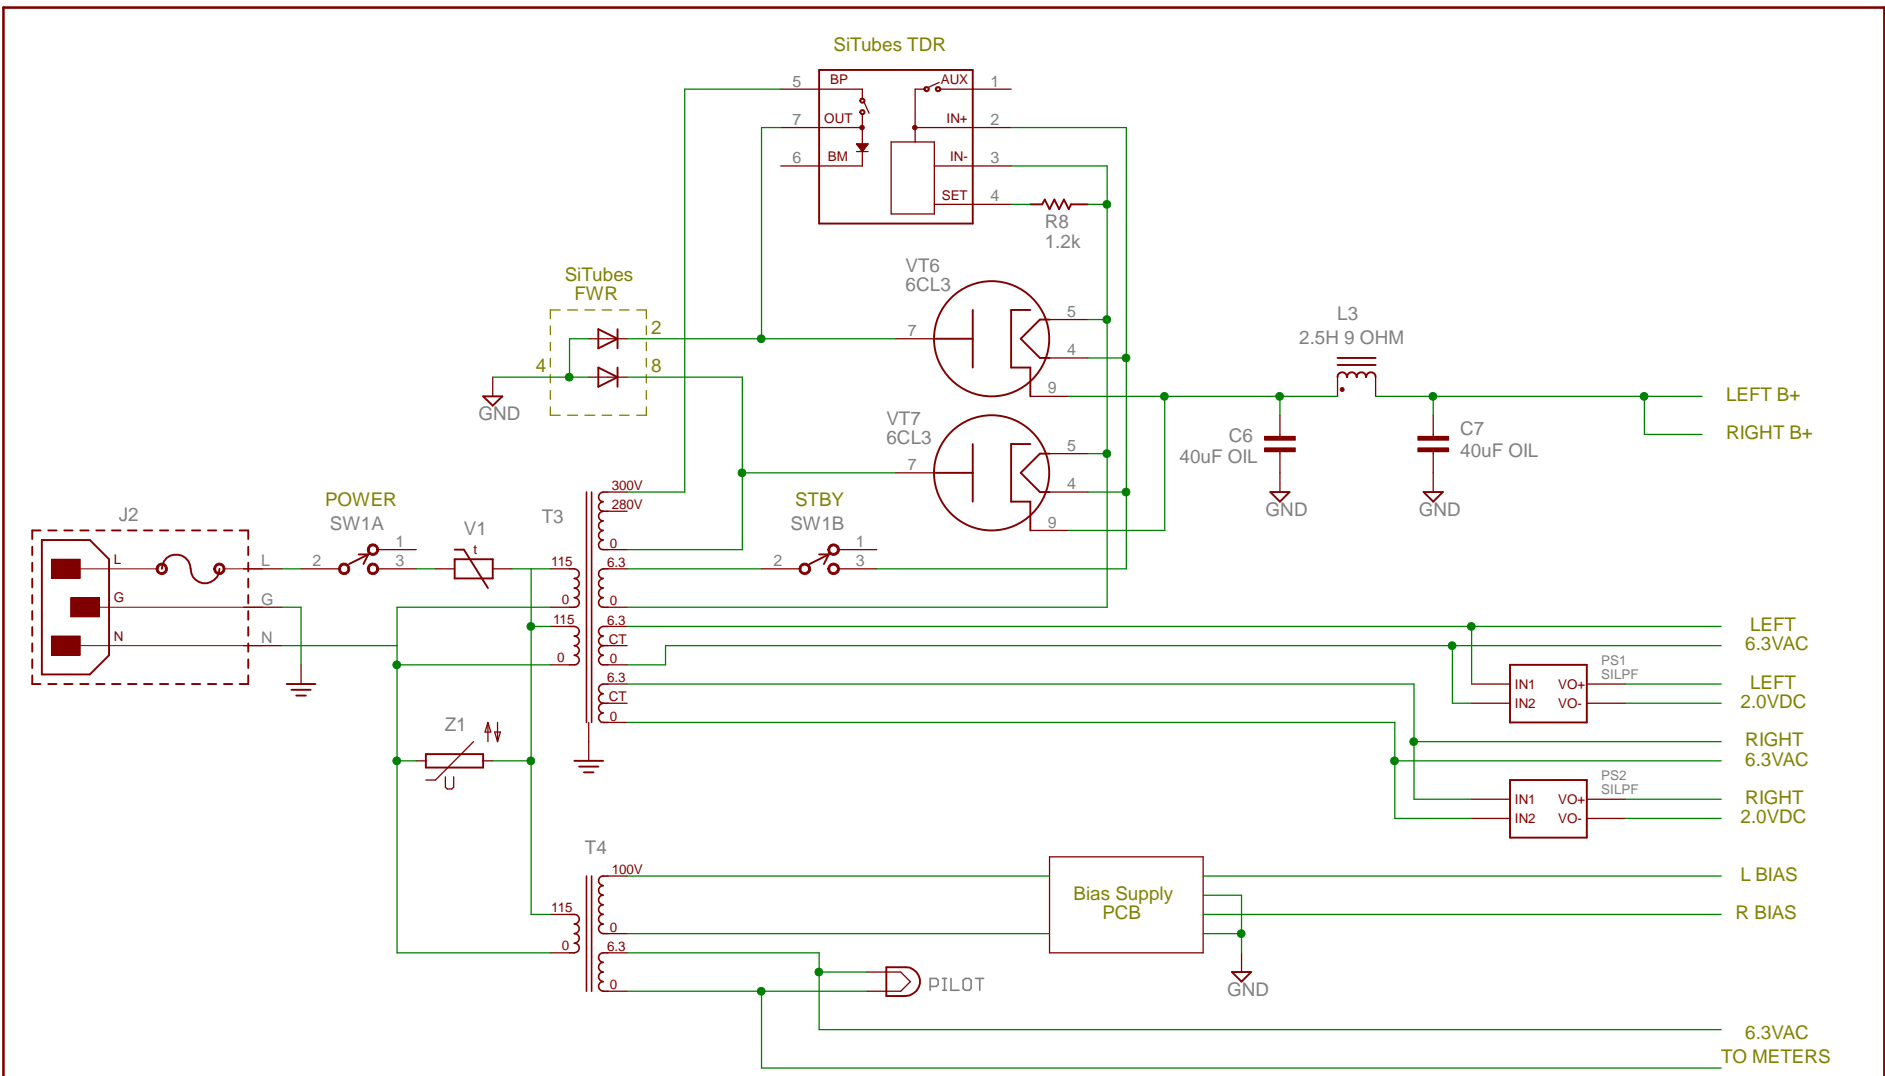 SiTubes TDR
5 BP AUX 1
7 OUT IN+ 2
6 BM IN- 3
SET 4
R8
1.2k
VT6
6CL3
SiTubes
FWR
2
4 8
GND
7 5
4
9
L3
2.5H 9 OHM
LEFT B+
RIGHT B+
VT7
6CL3
7 5
4
9
C6
40uF OIL
GND
C7
40uF OIL
GND
J2
L L
G G
N N
POWER
SW1A
2 1
3
V1
t
T3
300V
280V
0
115 6.3
0 0
115 6.3
CT
0 0
6.3
CT
0
STBY
SW1B
2 1
3
LEFT
6.3VAC
PS1
SILPF
IN1 VO+
IN2 VO-
LEFT
2.0VDC
RIGHT
6.3VAC
PS2
SILPF
IN1 VO+
IN2 VO-
RIGHT
2.0VDC
Z1
U
T4
100V
115
0
0 6.3
0
Bias Supply
PCB
L BIAS
R BIAS
GND
PILOT
6.3VAC
TO METERS